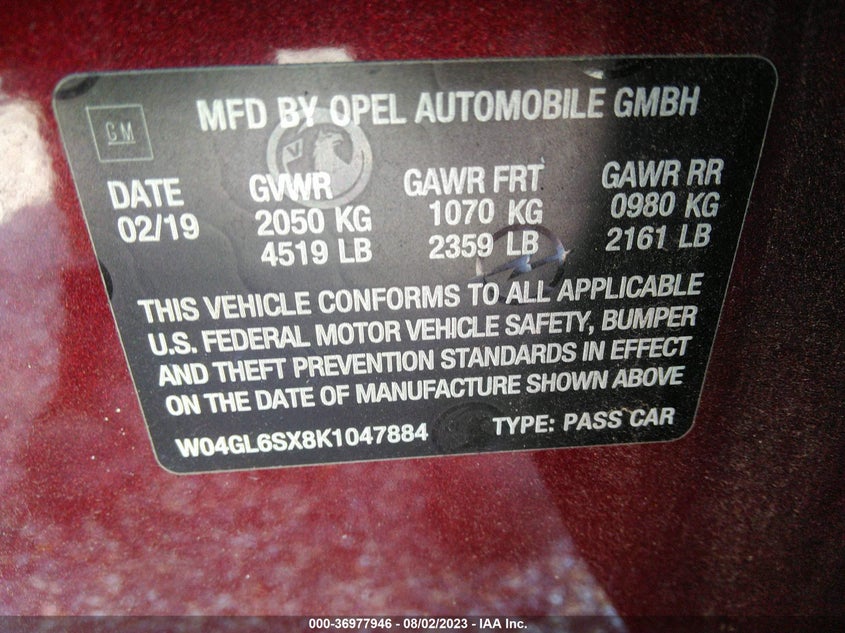 GM
MFD BY OPEL AUTOMOBILE GMBH
DATE GVWR GAWR FRT GAWR RR
02/19 2050 KG 1070 KG 0980 KG
4519 LB 2359 LB 2161 LB
THIS VEHICLE CONFORMS TO ALL APPLICABLE
U.S. FEDERAL MOTOR VEHICLE SAFETY, BUMPER
AND THEFT PREVENTION STANDARDS IN EFFECT
ON THE DATE OF MANUFACTURE SHOWN ABOVE
W04GL6SX8K1047884 TYPE: PASS CAR
000-36977946 - 08/02/2023 - IAA Inc.